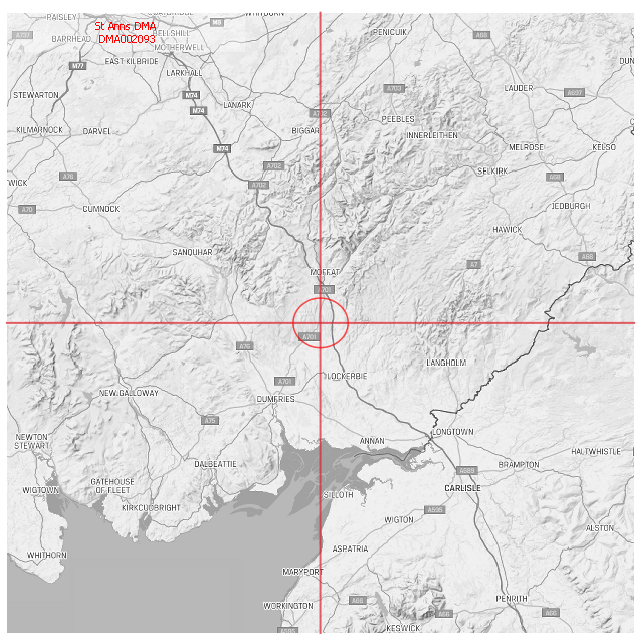 PAISLEY
St Anns DMA
DMA002093
M8
A737
BARRHEAD
BELLSHILL
MOTHERWELL
PENICUIK
A68
M77
EAST KILBRIDE
LARKHALL
STEWARTON
M74
A703
LAUDER
A697
LANARK
M74
A702
PEEBLES
KILMARNOCK
DARVEL
BIGGAR
INNERLEITHEN
M74
MELROSE
KELSO
A702
SELKIRK
A76
A702
A68
WICK
A70
CUMNOCK
JEDBURGH
HAWICK
SANQUHAR
A68
A7
MOFFAT
A701
A701
A76
LANGHOLM
LOCKERBIE
A701
NEW GALLOWAY
DUMFRIES
A75
LONGTOWN
NEWTON
STEWART
ANNAN
HALTWHISTLE
DALBEATTIE
BRAMPTON
A689
GATEHOUSE
OF FLEET
WIGTOWN
CARLISLE
SILLOTH
KIRKCUDBRIGHT
A595
WIGTON
ALSTON
ASPATRIA
WHITHORN
MARYPORT
PENRITH
WORKINGTON
A66
A66
A66
KESWICK
A595